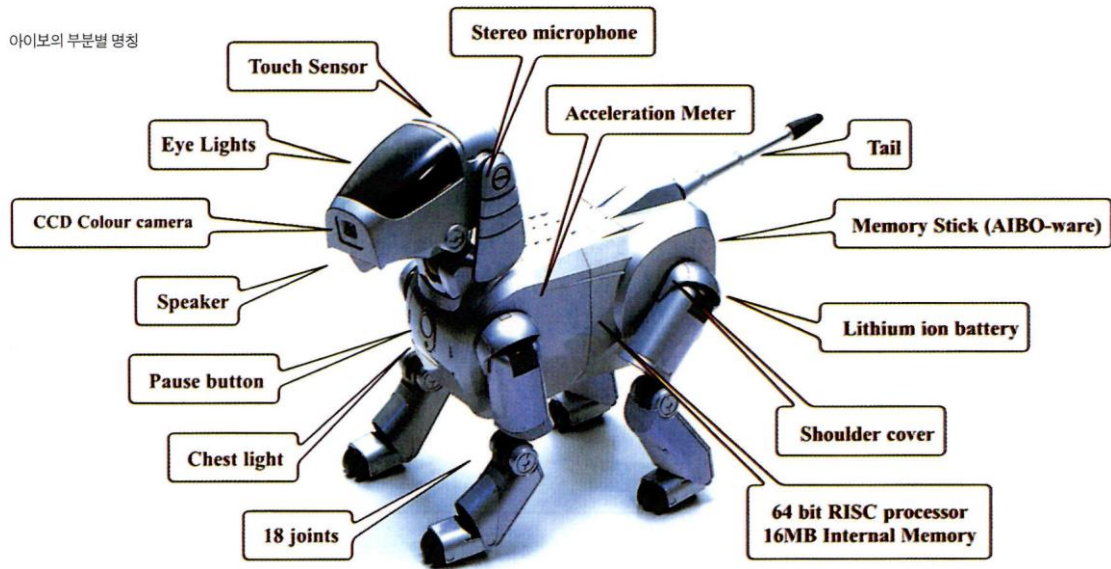 아이보의 부분별 명칭
Stereo microphone
Touch Sensor
Acceleration Meter
Eye Lights
Tail
CCD Colour camera
Memory Stick (AIBO-ware)
Speaker
Lithium ion battery
Pause button
Shoulder cover
Chest light
18 joints
64 bit RISC processor
16MB Internal Memory